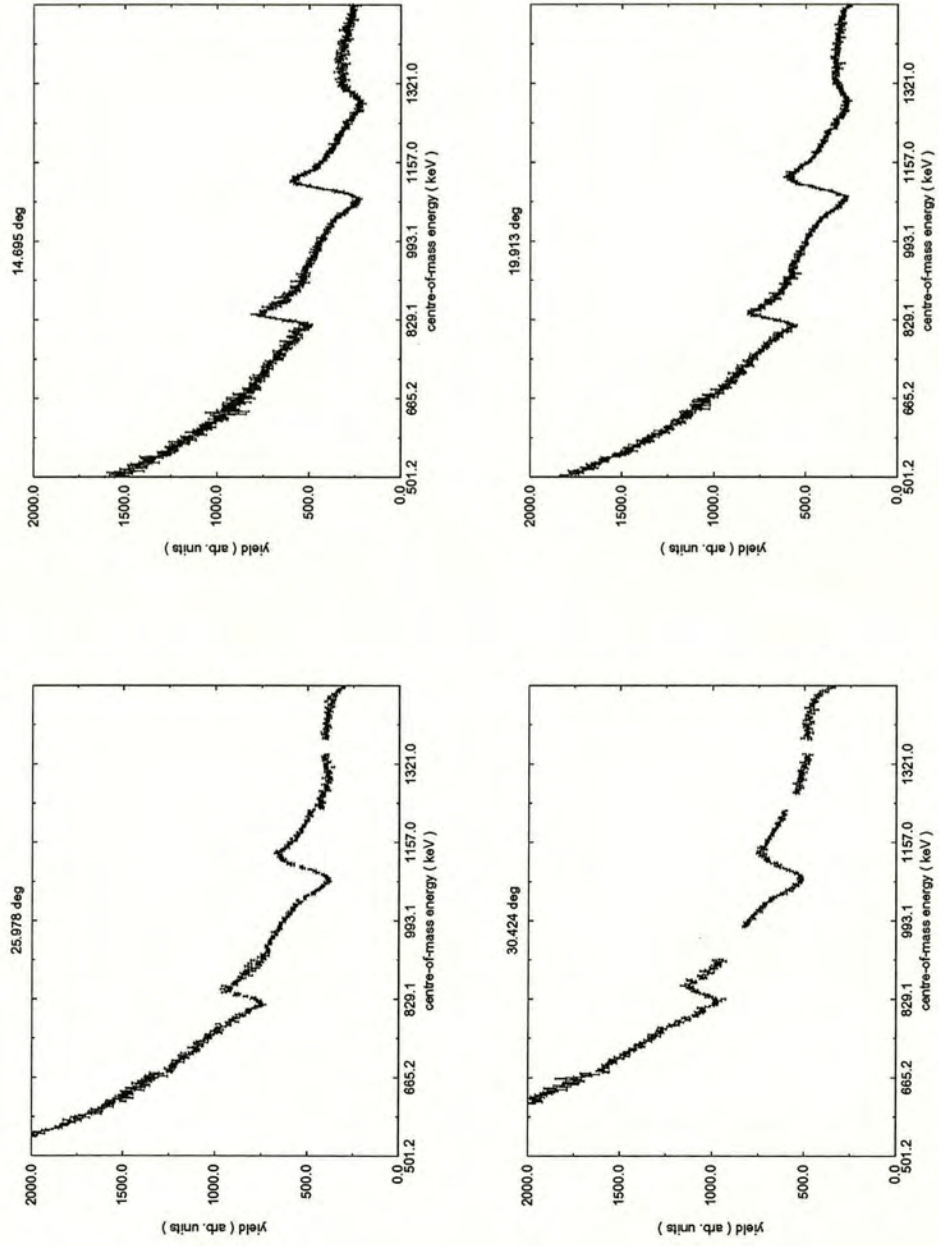 25.978 deg
2000.0
1500.0
1000.0
500.0
0.0
yield ( arb. units )
501.2 665.2 829.1 993.1 1157.0 1321.0
centre-of-mass energy ( keV )
14.695 deg
2000.0
1500.0
1000.0
500.0
0.0
yield ( arb. units )
501.2 665.2 829.1 993.1 1157.0 1321.0
centre-of-mass energy ( keV )
30.424 deg
2000.0
1500.0
1000.0
500.0
0.0
yield ( arb. units )
501.2 665.2 829.1 993.1 1157.0 1321.0
centre-of-mass energy ( keV )
19.913 deg
2000.0
1500.0
1000.0
500.0
0.0
yield ( arb. units )
501.2 665.2 829.1 993.1 1157.0 1321.0
centre-of-mass energy ( keV )